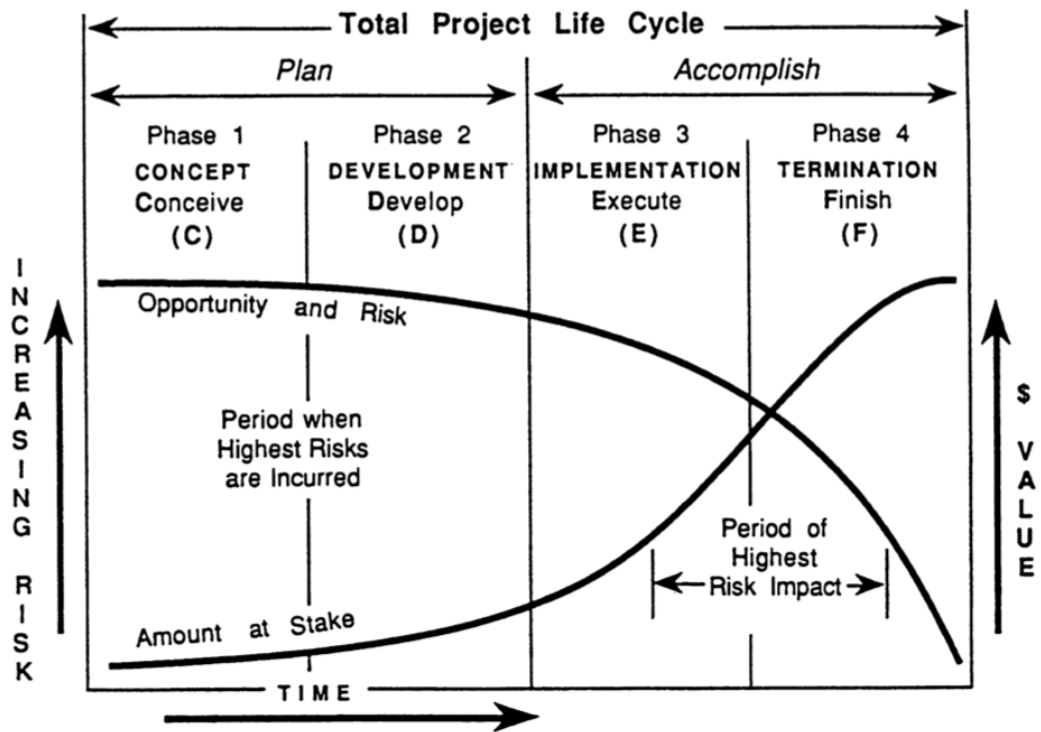 Total Project Life Cycle
Plan
Accomplish
Phase 1
CONCEPT
Conceive
(C)
Phase 2
DEVELOPMENT
Develop
(D)
Phase 3
IMPLEMENTATION
Execute
(E)
Phase 4
TERMINATION
Finish
(F)
INCREASING RISK
Opportunity and Risk
Period when
Highest Risks
are Incurred
Amount at Stake
Period of
Highest
Risk Impact
$ VALUE
TIME